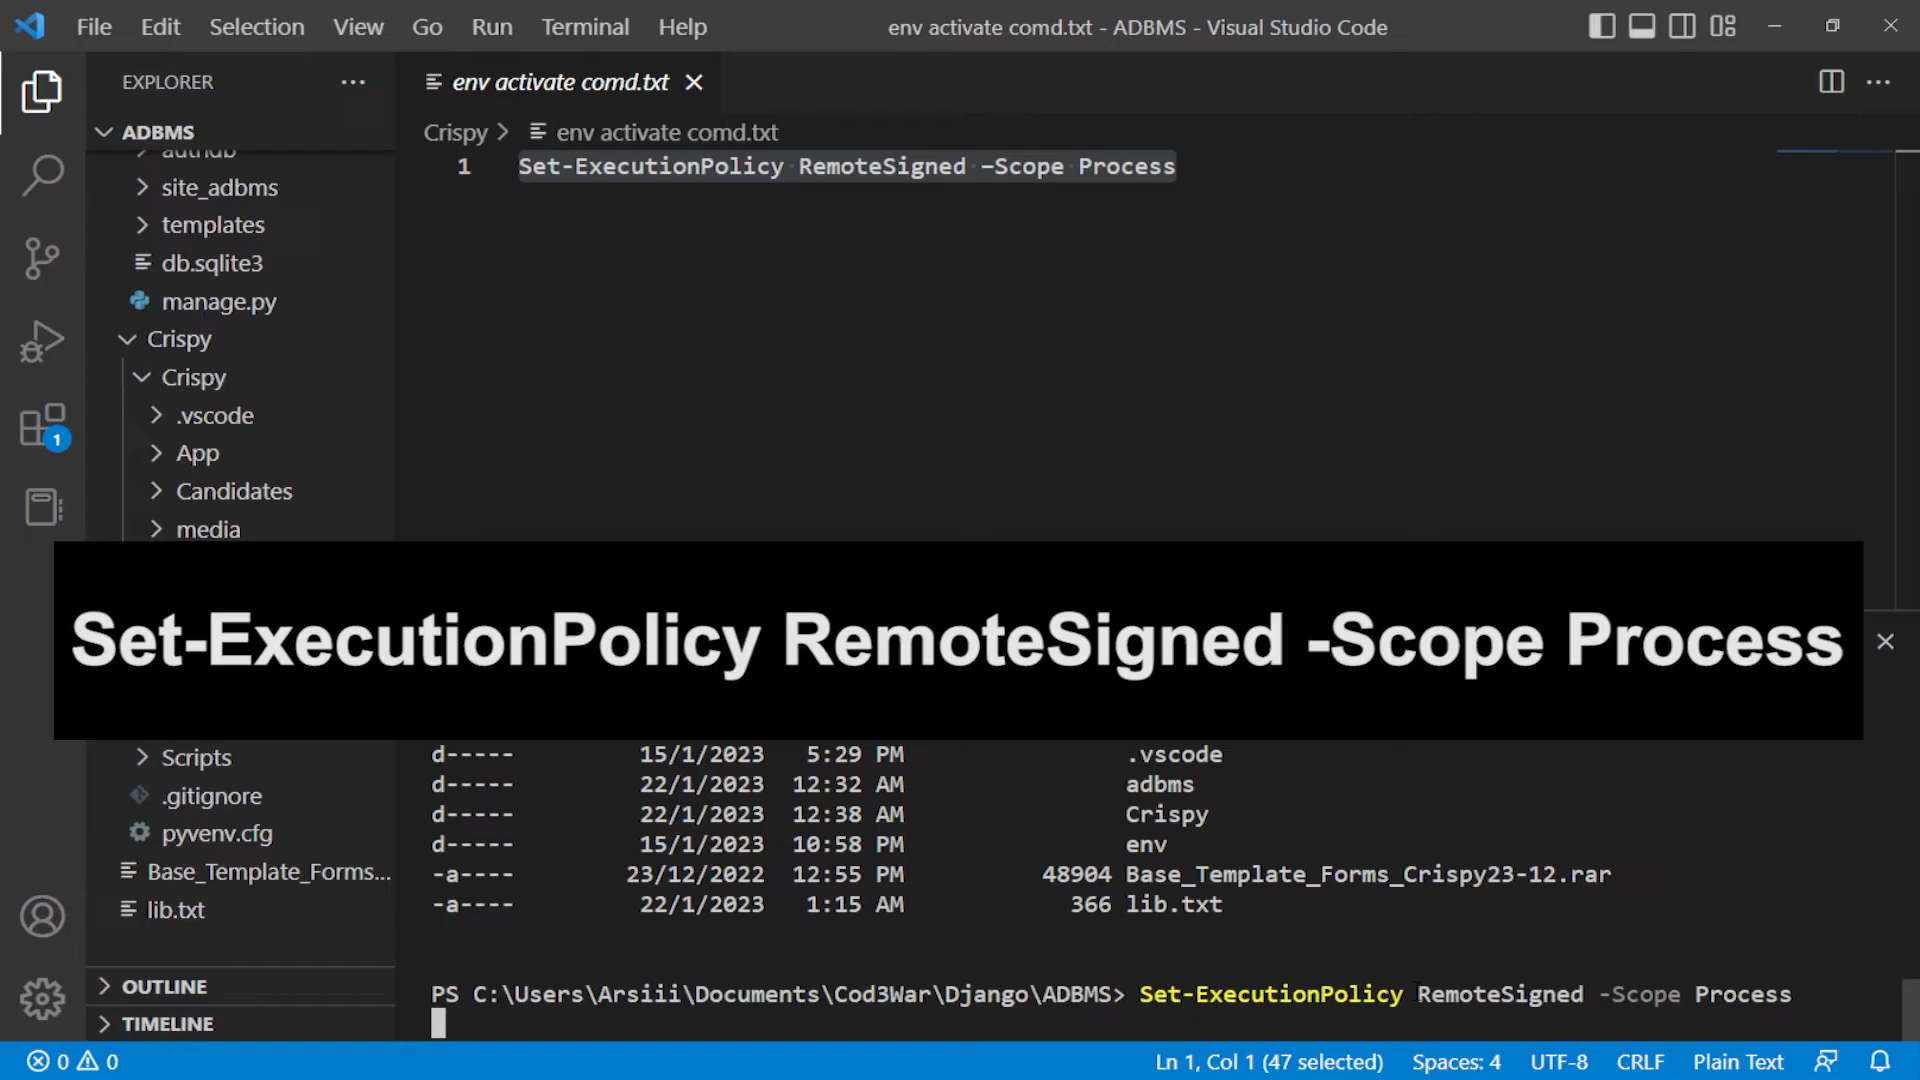 File Edit Selection View Go Run Terminal Help
env activate comd.txt - ADBMS - Visual Studio Code
EXPLORER
env activate comd.txt
ADBMS
Crispy > env activate comd.txt
authdb
1 Set-ExecutionPolicy RemoteSigned –Scope Process
site_adbms
templates
db.sqlite3
manage.py
Crispy
Crispy
.vscode
App
1
Candidates
media
Set-ExecutionPolicy RemoteSigned -Scope Process
Scripts
.gitignore
pyvenv.cfg
Base_Template_Forms...
lib.txt
OUTLINE
TIMELINE
d----- 15/1/2023 5:29 PM .vscode
d----- 22/1/2023 12:32 AM adbms
d----- 22/1/2023 12:38 AM Crispy
d----- 15/1/2023 10:58 PM env
-a---- 23/12/2022 12:55 PM 48904 Base_Template_Forms_Crispy23-12.rar
-a---- 22/1/2023 1:15 AM 366 lib.txt
PS C:\Users\Arsiii\Documents\Cod3War\Django\ADBMS> Set-ExecutionPolicy RemoteSigned -Scope Process
0 0
Ln 1, Col 1 (47 selected) Spaces: 4 UTF-8 CRLF Plain Text